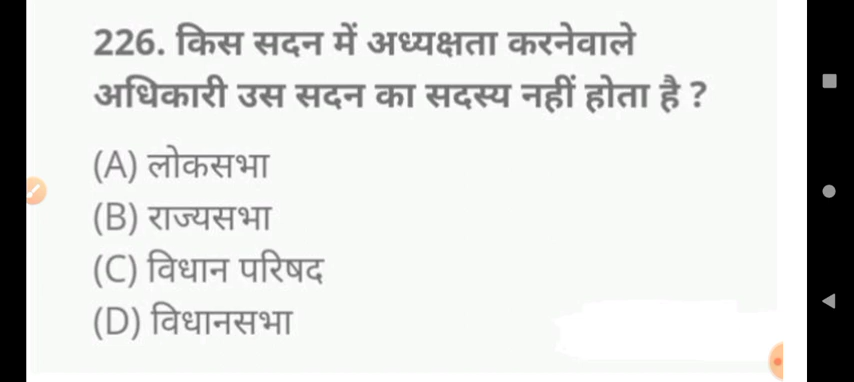 226. किस सदन में अध्यक्षता करनेवाले
अधिकारी उस सदन का सदस्य नहीं होता है ?
(A) लोकसभा
(B) राज्यसभा
(C) विधान परिषद
(D) विधानसभा